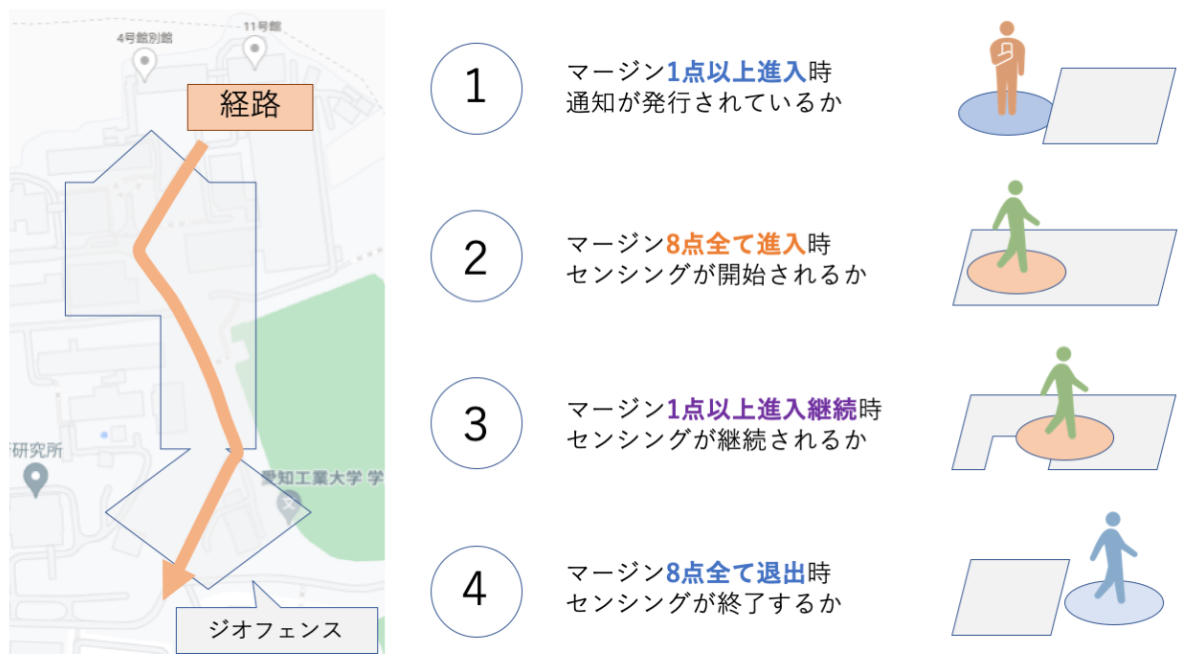 4号館別館
11号館
経路
研究所
愛知工業大学 学
文
ジオフェンス
1
マージン1点以上進入時
通知が発行されているか
2
マージン8点全て進入時
センシングが開始されるか
3
マージン1点以上進入継続時
センシングが継続されるか
4
マージン8点全て退出時
センシングが終了するか